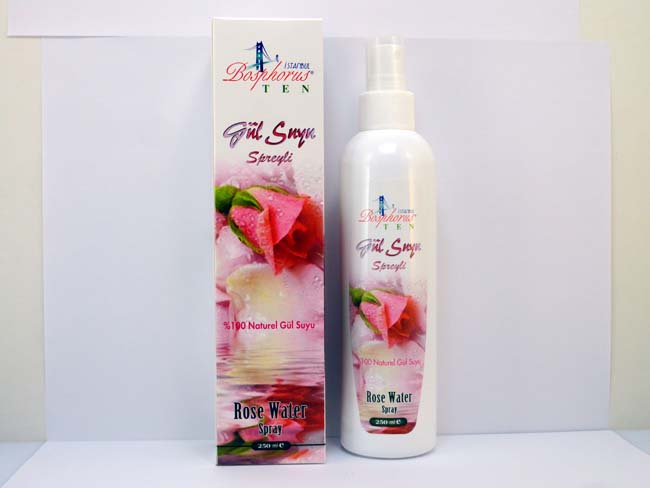 İSTANBUL
Bosphorus®
TEN
Gül Suyu
Spreyli
%100 Naturel Gül Suyu
Rose Water
Spray
250 ml ℮
İSTANBUL
Bosphorus®
TEN
Gül Suyu
Spreyli
%100 Naturel Gül Suyu
Rose Water
Spray
250 ml ℮